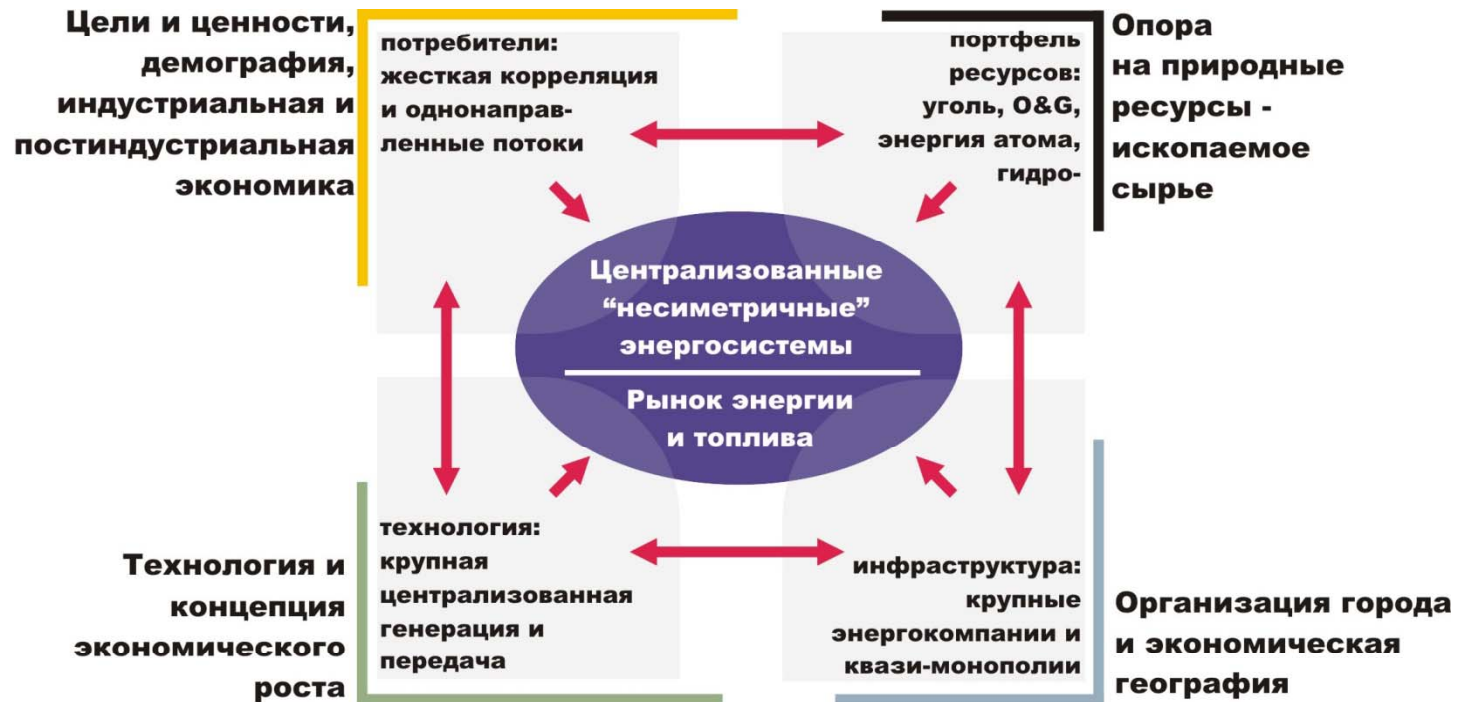 Цели и ценности,
демография,
индустриальная и
постиндустриальная
экономика
потребители:
жесткая корреляция
и однонаправ-
ленные потоки
портфель
ресурсов:
уголь, O&G,
энергия атома,
гидро-
Опора
на природные
ресурсы -
ископаемое
сырье
Централизованные
“несиметричные”
энергосистемы
Рынок энергии
и топлива
Технология и
концепция
экономического
роста
технология:
крупная
централизованная
генерация и
передача
инфраструктура:
крупные
энергокомпании и
квази-монополии
Организация города
и экономическая
география